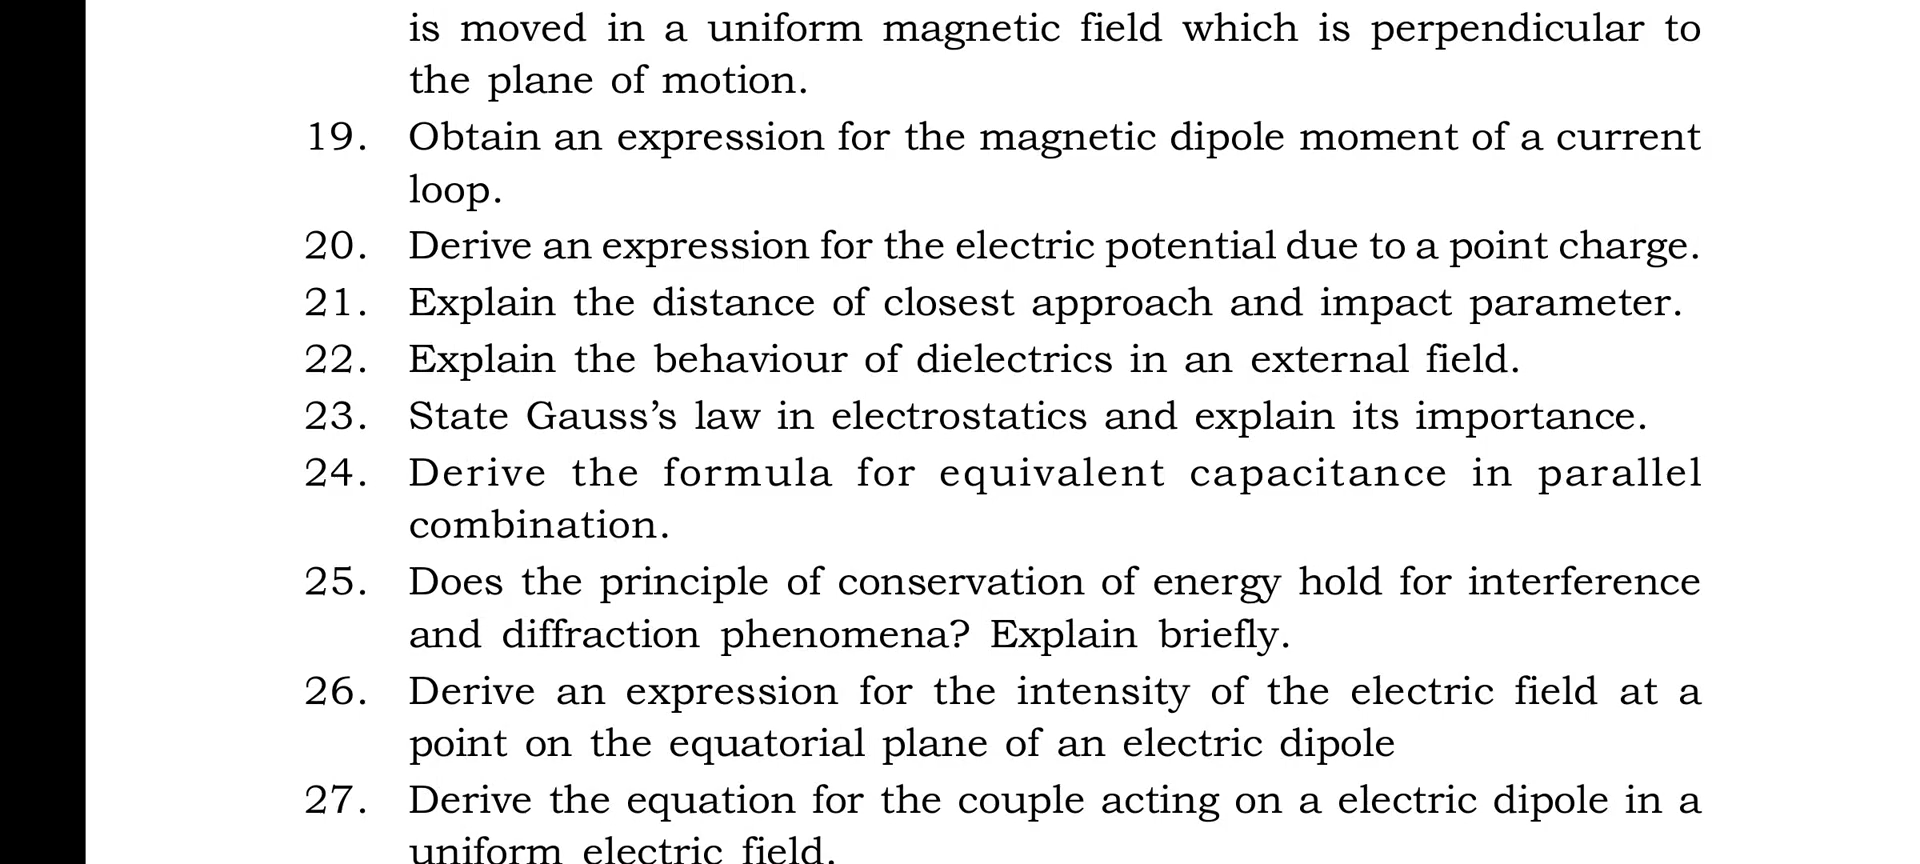 is moved in a uniform magnetic field which is perpendicular to
the plane of motion.
19. Obtain an expression for the magnetic dipole moment of a current
loop.
20. Derive an expression for the electric potential due to a point charge.
21. Explain the distance of closest approach and impact parameter.
22. Explain the behaviour of dielectrics in an external field.
23. State Gauss’s law in electrostatics and explain its importance.
24. Derive the formula for equivalent capacitance in parallel
combination.
25. Does the principle of conservation of energy hold for interference
and diffraction phenomena? Explain briefly.
26. Derive an expression for the intensity of the electric field at a
point on the equatorial plane of an electric dipole
27. Derive the equation for the couple acting on a electric dipole in a
uniform electric field.